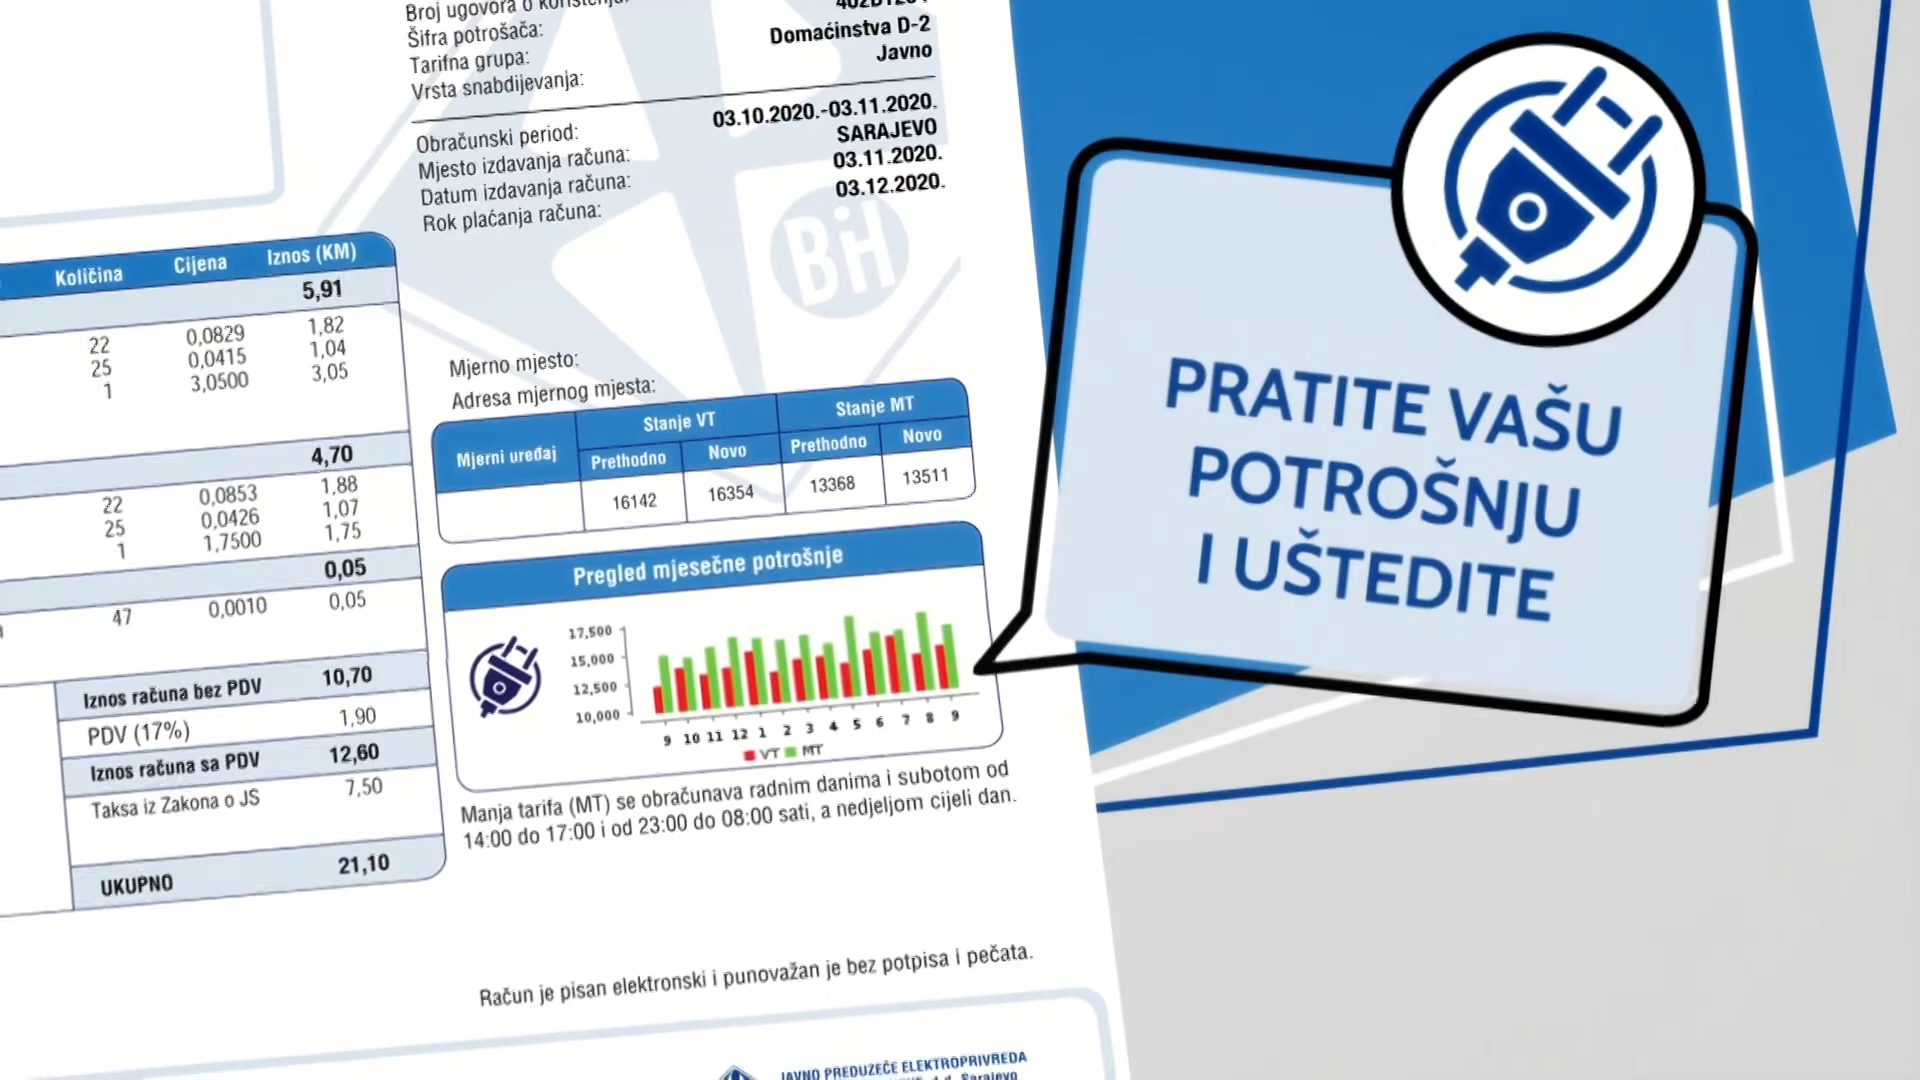 Broj ugovora o
Šifra potrošača:
Tarifna grupa: Domaćinstva D-2
Vrsta snabdijevanja: Javno
Obračunski period: 03.10.2020.-03.11.2020.
Mjesto izdavanja računa: SARAJEVO
Datum izdavanja računa: 03.11.2020.
Rok plaćanja računa: 03.12.2020.
BiH
Količina Cijena Iznos (KM)
5,91
22 0,0829 1,82
25 0,0415 1,04
1 3,0500 3,05
4,70
22 0,0853 1,88
25 0,0426 1,07
1 1,7500 1,75
0,05
47 0,0010 0,05
Iznos računa bez PDV 10,70
PDV (17%) 1,90
Iznos računa sa PDV 12,60
Taksa iz Zakona o JS 7,50
UKUPNO 21,10
Mjerno mjesto:
Adresa mjernog mjesta:
Mjerni uređaj Stanje VT Stanje MT
Prethodno Novo Prethodno Novo
16142 16354 13368 13511
Pregled mjesečne potrošnje
17,500
15,000
12,500
10,000
9 10 11 12 1 2 3 4 5 6 7 8 9
VT MT
Manja tarifa (MT) se obračunava radnim danima i subotom od
14:00 do 17:00 i od 23:00 do 08:00 sati, a nedjeljom cijeli dan.
Račun je pisan elektronski i punovažan je bez potpisa i pečata.
JAVNO PREDUZEĆE ELEKTROPRIVREDA
d.d. Sarajevo
PRATITE VAŠU
POTROŠNJU
I UŠTEDITE